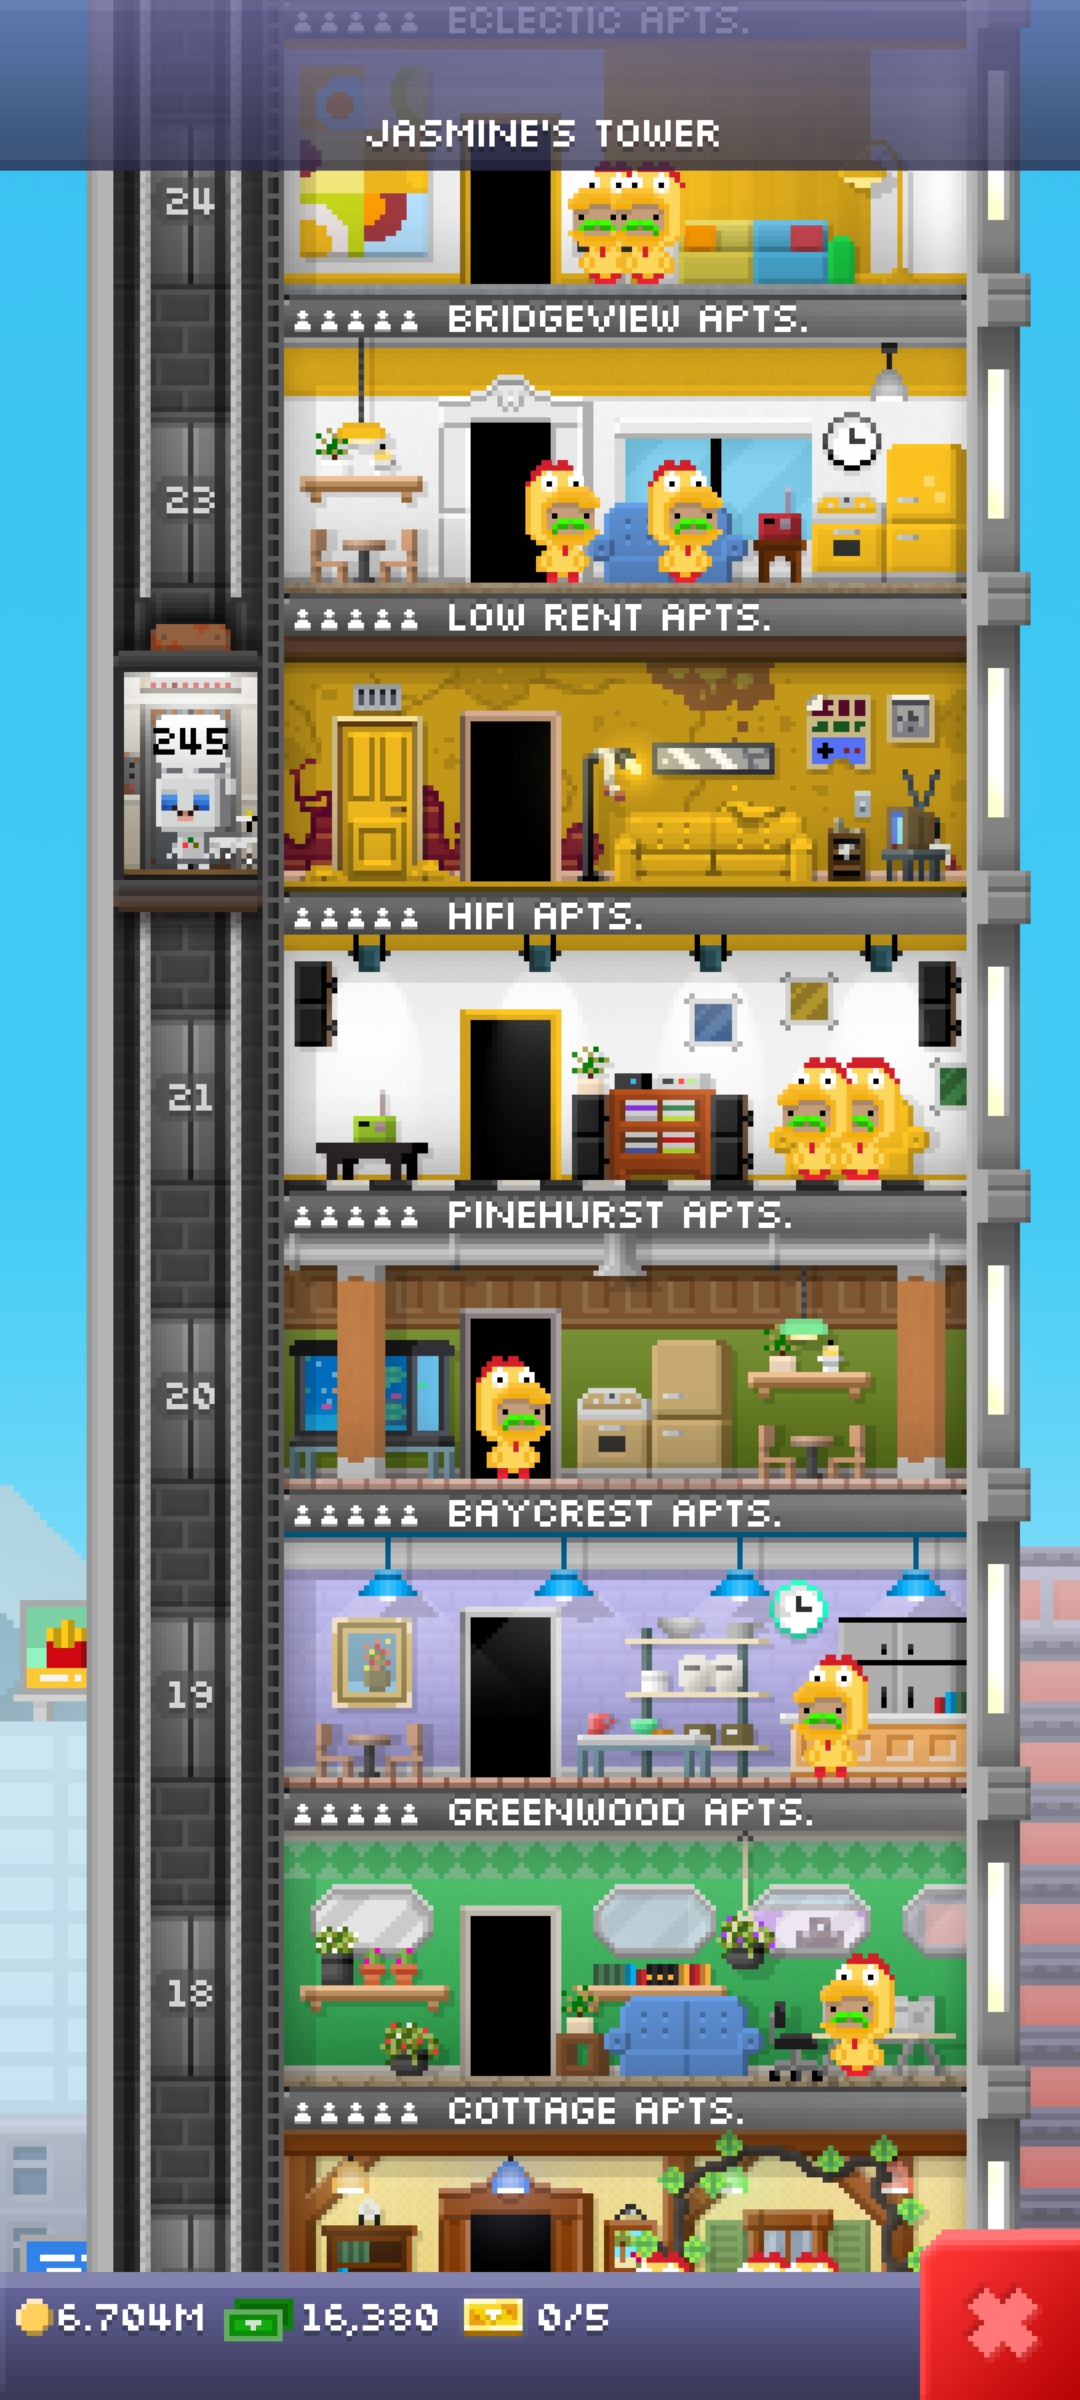 ECLECTIC APTS.
JASMINE'S TOWER
24
BRIDGEVIEW APTS.
23
LOW RENT APTS.
245
HIFI APTS.
21
PINEHURST APTS.
20
BAYCREST APTS.
19
GREENWOOD APTS.
18
COTTAGE APTS.
6.704M 16,380 0/5